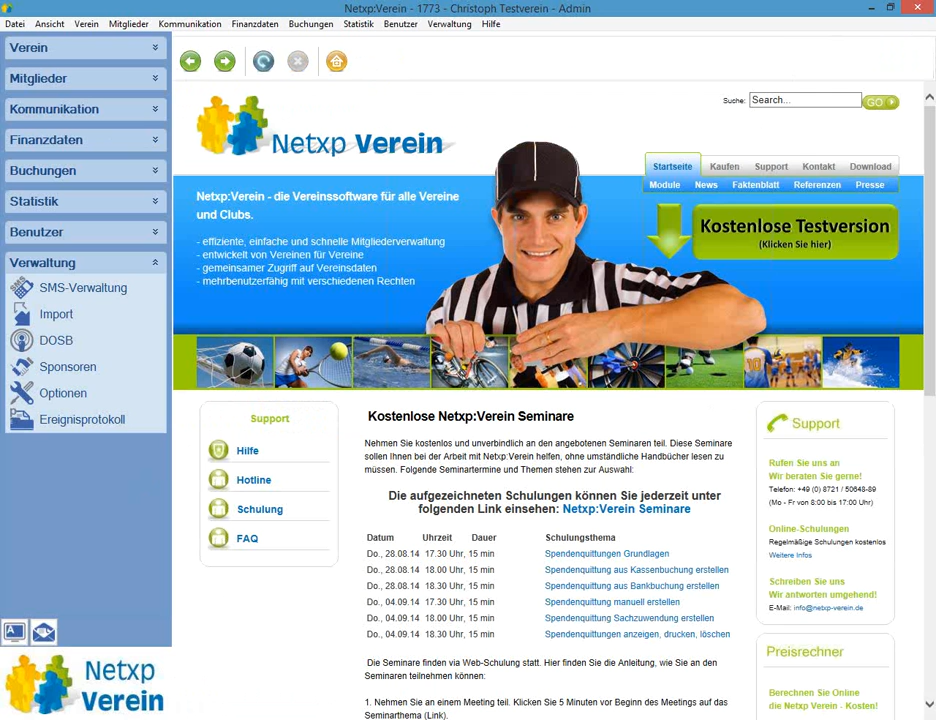 Netxp:Verein - 1773 - Christoph Testverein - Admin
Datei Ansicht Verein Mitglieder Kommunikation Finanzdaten Buchungen Statistik Benutzer Verwaltung Hilfe
Verein
Mitglieder
Kommunikation
Finanzdaten
Buchungen
Statistik
Benutzer
Verwaltung
SMS-Verwaltung
Import
DOSB
Sponsoren
Optionen
Ereignisprotokoll
Netxp
Verein
Suche: Search... GO
Netxp Verein
Startseite Kaufen Support Kontakt Download
Module News Faktenblatt Referenzen Presse
Netxp:Verein - die Vereinssoftware für alle Vereine
und Clubs.
- effiziente, einfache und schnelle Mitgliederverwaltung
- entwickelt von Vereinen für Vereine
- gemeinsamer Zugriff auf Vereinsdaten
- mehrbenutzerfähig mit verschiedenen Rechten
Kostenlose Testversion
(Klicken Sie hier)
Support
Hilfe
Hotline
Schulung
FAQ
Kostenlose Netxp:Verein Seminare
Nehmen Sie kostenlos und unverbindlich an den angebotenen Seminaren teil. Diese Seminare
sollen Ihnen bei der Arbeit mit Netxp:Verein helfen, ohne umständliche Handbücher lesen zu
müssen. Folgende Seminartermine und Themen stehen zur Auswahl:
Die aufgezeichneten Schulungen können Sie jederzeit unter
folgenden Link einsehen: Netxp:Verein Seminare
Datum Uhrzeit Dauer Schulungsthema
Do., 28.08.14 17.30 Uhr, 15 min Spendenquittungen Grundlagen
Do., 28.08.14 18.00 Uhr, 15 min Spendenquittung aus Kassenbuchung erstellen
Do., 28.08.14 18.30 Uhr, 15 min Spendenquittung aus Bankbuchung erstellen
Do., 04.09.14 17.30 Uhr, 15 min Spendenquittung manuell erstellen
Do., 04.09.14 18.00 Uhr, 15 min Spendenquittung Sachzuwendung erstellen
Do., 04.09.14 18.30 Uhr, 15 min Spendenquittungen anzeigen, drucken, löschen
Die Seminare finden via Web-Schulung statt. Hier finden Sie die Anleitung, wie Sie an den
Seminaren teilnehmen können:
1. Nehmen Sie an einem Meeting teil. Klicken Sie 5 Minuten vor Beginn des Meetings auf das
Seminarthema (Link).
Support
Rufen Sie uns an
Wir beraten Sie gerne!
Telefon: +49 (0) 8721 / 50648-89
(Mo - Fr von 8:00 bis 17:00 Uhr)
Online-Schulungen
Regelmäßige Schulungen kostenlos
Weitere Infos
Schreiben Sie uns
Wir antworten umgehend!
E-Mail: info@netxp-verein.de
Preisrechner
Berechnen Sie Online
die Netxp Verein - Kosten!